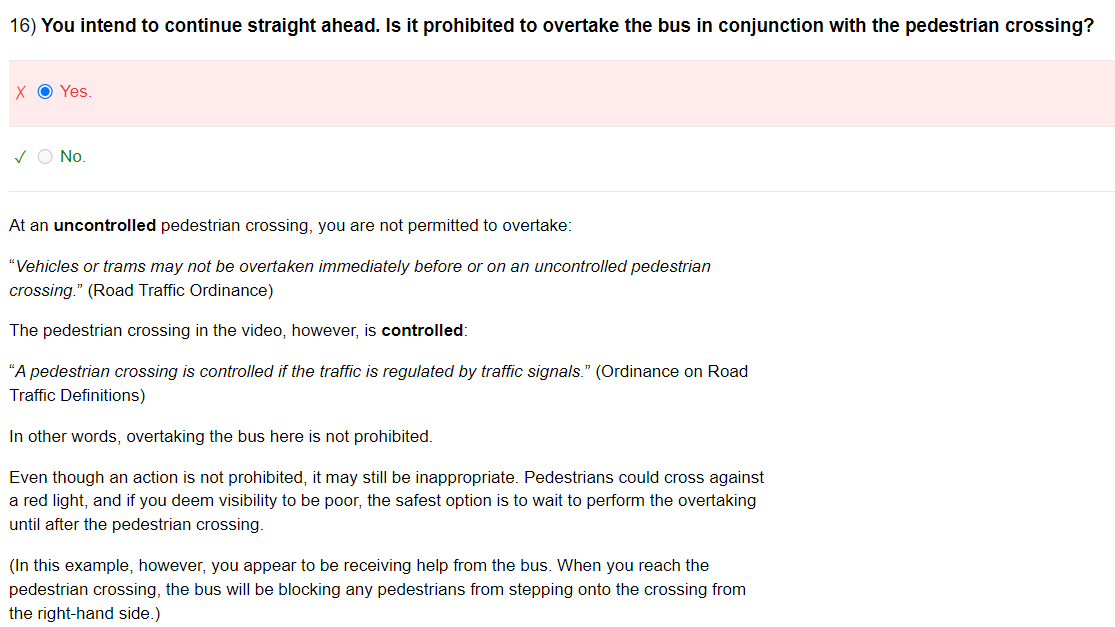 16) You intend to continue straight ahead. Is it prohibited to overtake the bus in conjunction with the pedestrian crossing?
✗ Yes.
✓ No.
At an uncontrolled pedestrian crossing, you are not permitted to overtake:
“Vehicles or trams may not be overtaken immediately before or on an uncontrolled pedestrian
crossing.” (Road Traffic Ordinance)
The pedestrian crossing in the video, however, is controlled:
“A pedestrian crossing is controlled if the traffic is regulated by traffic signals.” (Ordinance on Road
Traffic Definitions)
In other words, overtaking the bus here is not prohibited.
Even though an action is not prohibited, it may still be inappropriate. Pedestrians could cross against
a red light, and if you deem visibility to be poor, the safest option is to wait to perform the overtaking
until after the pedestrian crossing.
(In this example, however, you appear to be receiving help from the bus. When you reach the
pedestrian crossing, the bus will be blocking any pedestrians from stepping onto the crossing from
the right-hand side.)